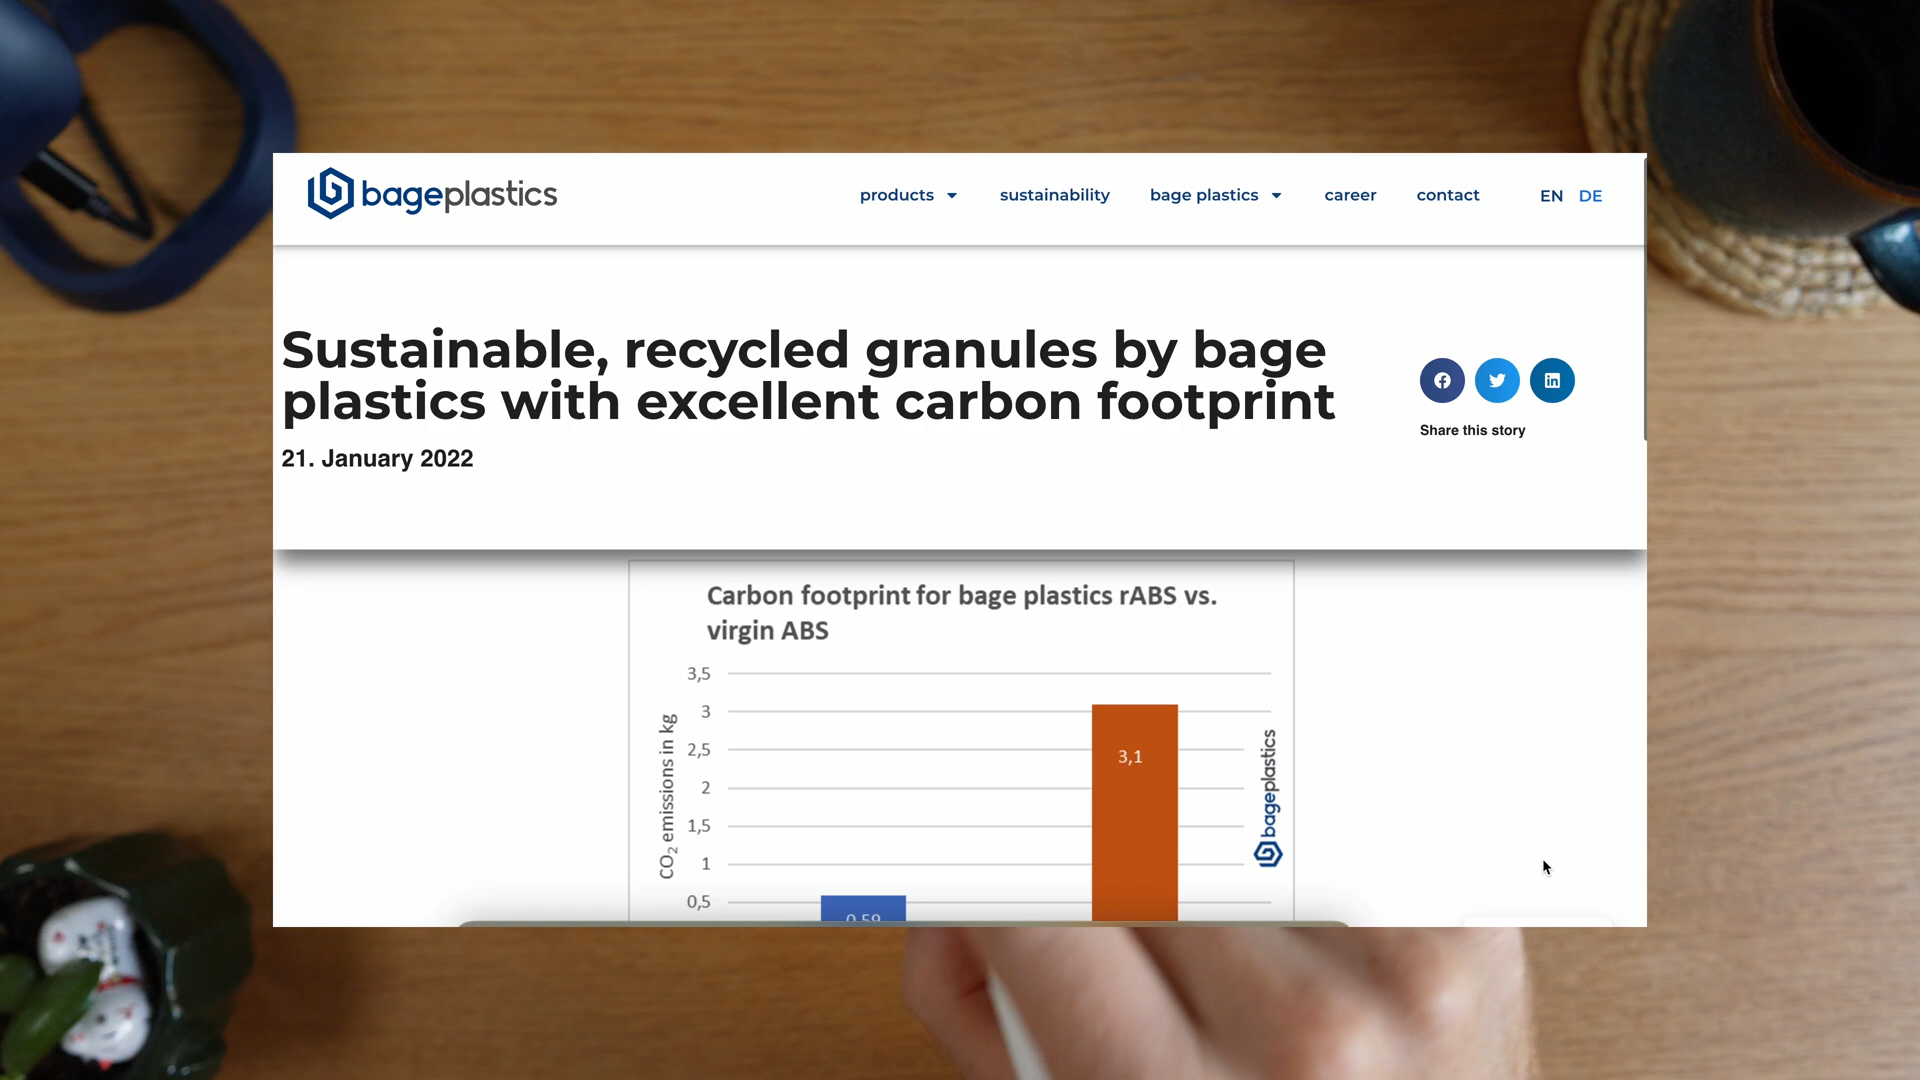 bageplastics
products
sustainability
bage plastics
career
contact
EN DE
Sustainable, recycled granules by bage
plastics with excellent carbon footprint
21. January 2022
Share this story
Carbon footprint for bage plastics rABS vs.
virgin ABS
3,5
3
2,5
2
1,5
1
0,5
CO₂ emissions in kg
0,59
3,1
bageplastics